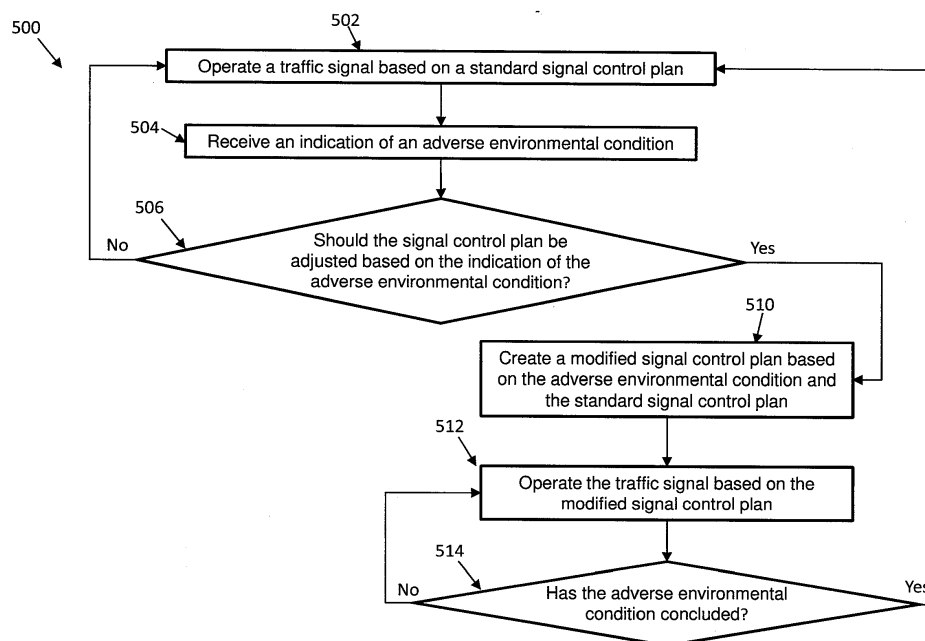 500
502
Operate a traffic signal based on a standard signal control plan
504
Receive an indication of an adverse environmental condition
506
No
Should the signal control plan be
adjusted based on the indication of the
adverse environmental condition?
Yes
510
Create a modified signal control plan based
on the adverse environmental condition and
the standard signal control plan
512
Operate the traffic signal based on the
modified signal control plan
514
No
Has the adverse environmental
condition concluded?
Yes